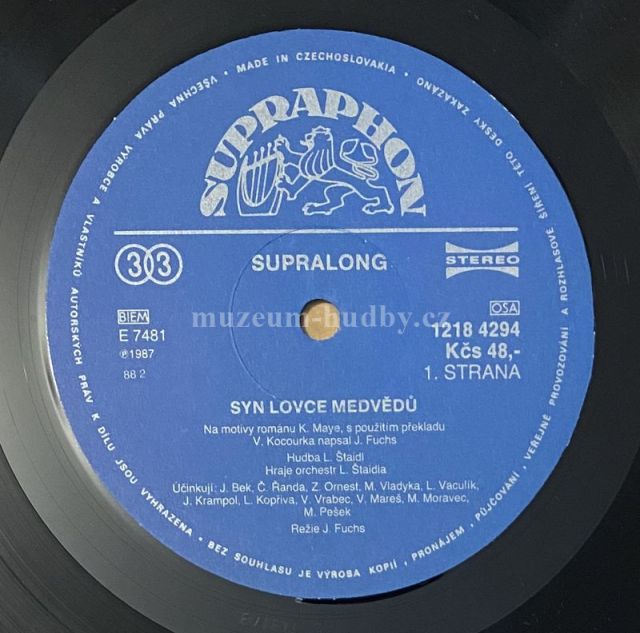 VŠECHNA PRÁVA VÝROBCE A VLASTNÍKŮ AUTORSKÝCH PRÁV K DÍLU JSOU VYHRAZENA • BEZ SOUHLASU JE VÝROBA KOPIÍ, PRONÁJEM, PŮJČOVÁNÍ, VEŘEJNÉ PROVOZOVÁNÍ A ROZHLASOVÉ ŠÍŘENÍ TÉTO DESKY ZAKÁZÁNO • MADE IN CZECHOSLOVAKIA •
SUPRAPHON
33 SUPRALONG STEREO
BIEM OSA
muzeum-hudby.cz
E 7481 1218 4294
℗1987 Kčs 48,-
88 2 1. STRANA
SYN LOVCE MEDVĚDŮ
Na motivy románu K. Maye, s použitím překladu
V. Kocourka napsal J. Fuchs
Hudba L. Štaidl
Hraje orchestr L. Štaidla
Účinkují: J. Bek, Č. Řanda, Z. Ornest, M. Vladyka, L. Vaculík,
J. Krampol, L. Kopřiva, V. Vrabec, V. Mareš, M. Moravec,
M. Pešek
Režie J. Fuchs